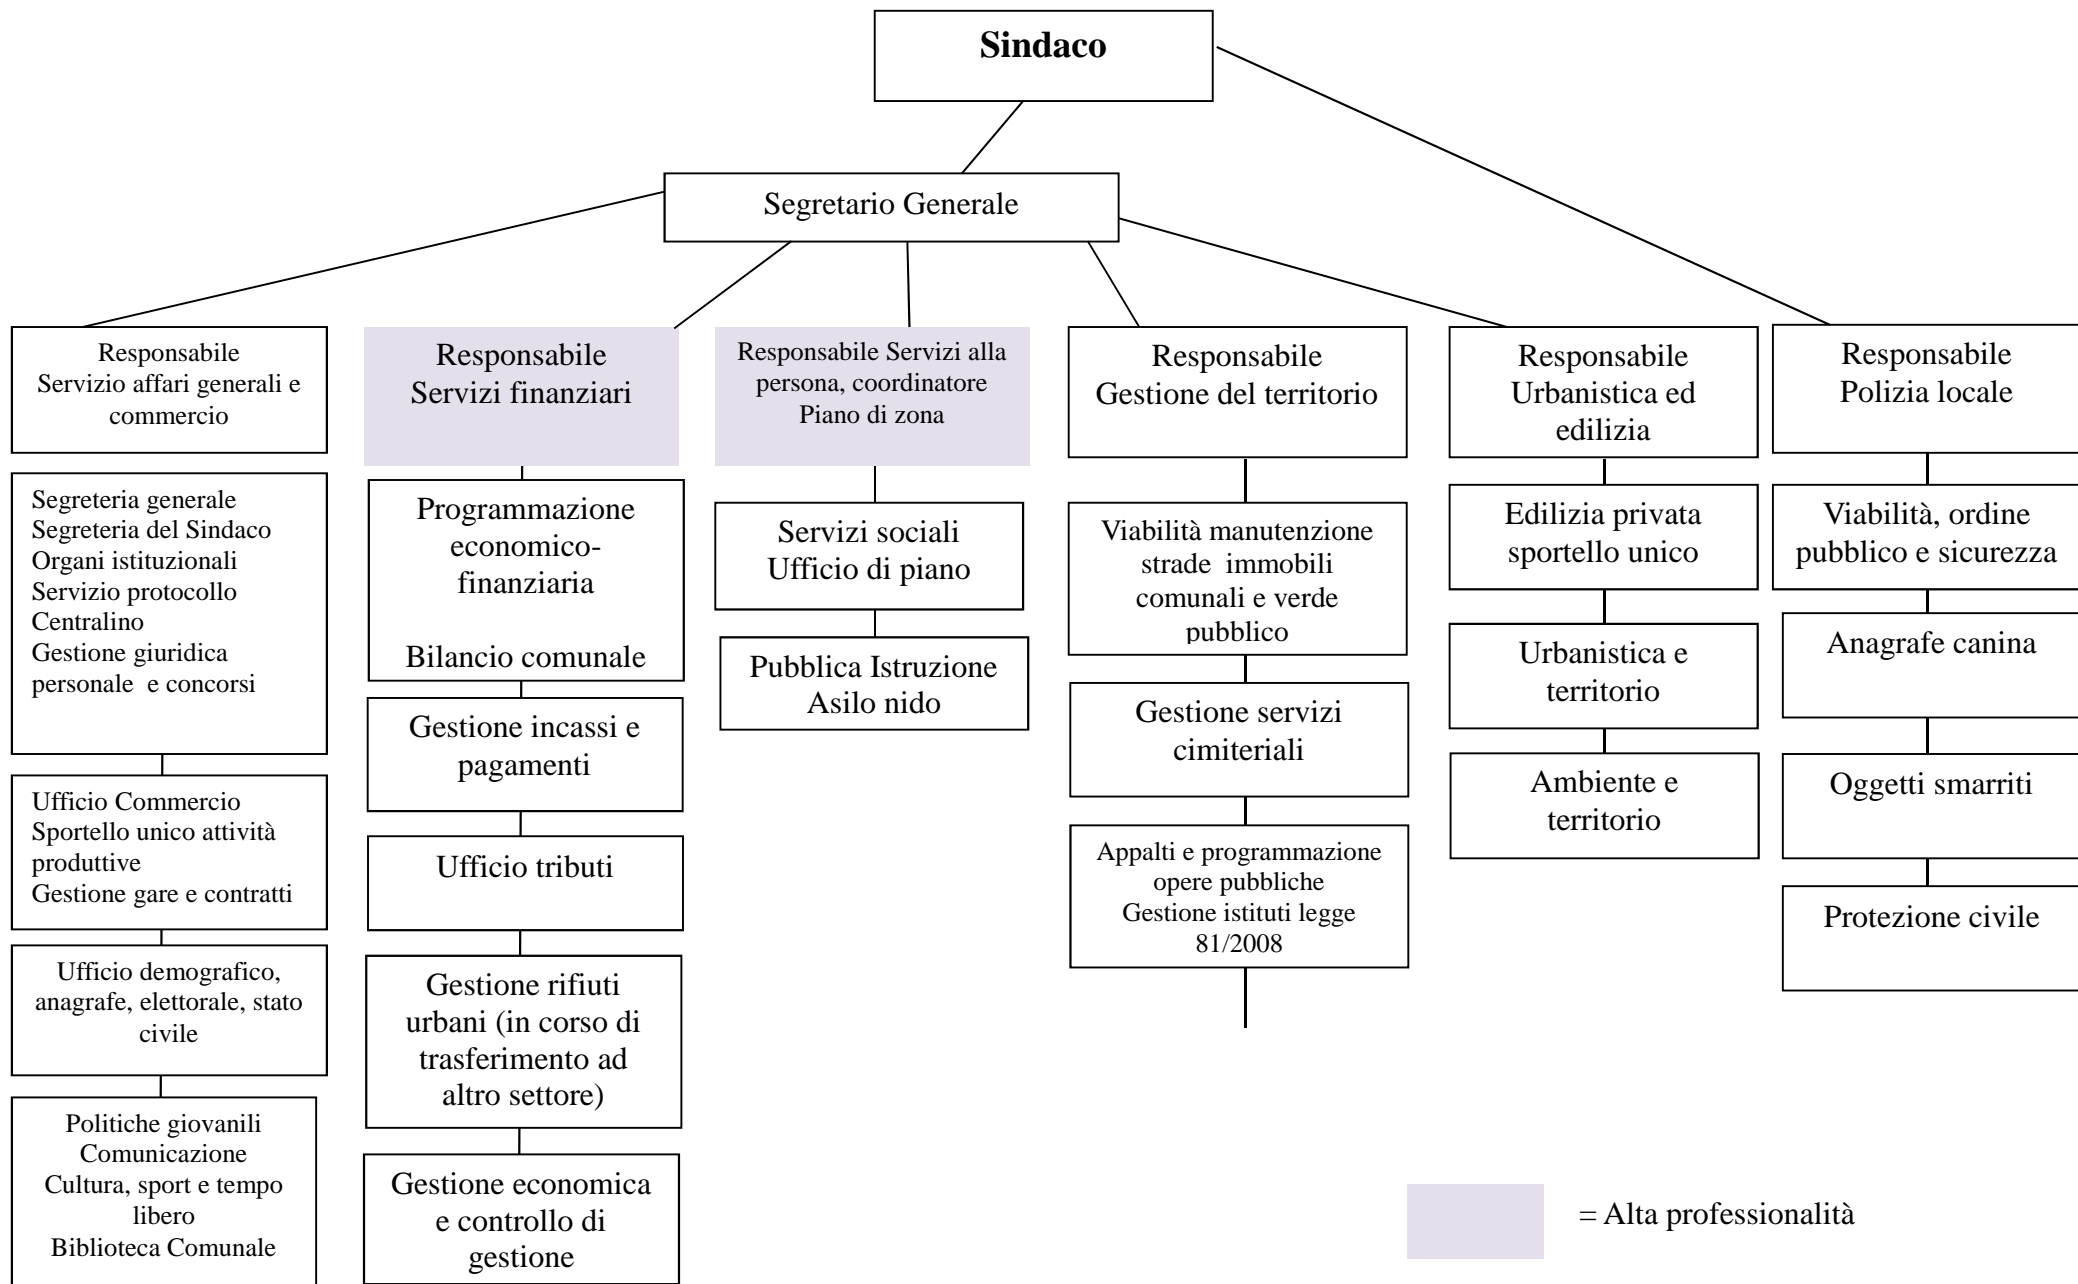 Sindaco
Segretario Generale
Responsabile
Servizio affari generali e
commercio
Segreteria generale
Segreteria del Sindaco
Organi istituzionali
Servizio protocollo
Centralino
Gestione giuridica
personale e concorsi
Ufficio Commercio
Sportello unico attività
produttive
Gestione gare e contratti
Ufficio demografico,
anagrafe, elettorale, stato
civile
Politiche giovanili
Comunicazione
Cultura, sport e tempo
libero
Biblioteca Comunale
Responsabile
Servizi finanziari
Programmazione
economico-
finanziaria
Bilancio comunale
Gestione incassi e
pagamenti
Ufficio tributi
Gestione rifiuti
urbani (in corso di
trasferimento ad
altro settore)
Gestione economica
e controllo di
gestione
Responsabile Servizi alla
persona, coordinatore
Piano di zona
Servizi sociali
Ufficio di piano
Pubblica Istruzione
Asilo nido
Responsabile
Gestione del territorio
Viabilità manutenzione
strade immobili
comunali e verde
pubblico
Gestione servizi
cimiteriali
Appalti e programmazione
opere pubbliche
Gestione istituti legge
81/2008
Responsabile
Urbanistica ed
edilizia
Edilizia privata
sportello unico
Urbanistica e
territorio
Ambiente e
territorio
Responsabile
Polizia locale
Viabilità, ordine
pubblico e sicurezza
Anagrafe canina
Oggetti smarriti
Protezione civile
= Alta professionalità